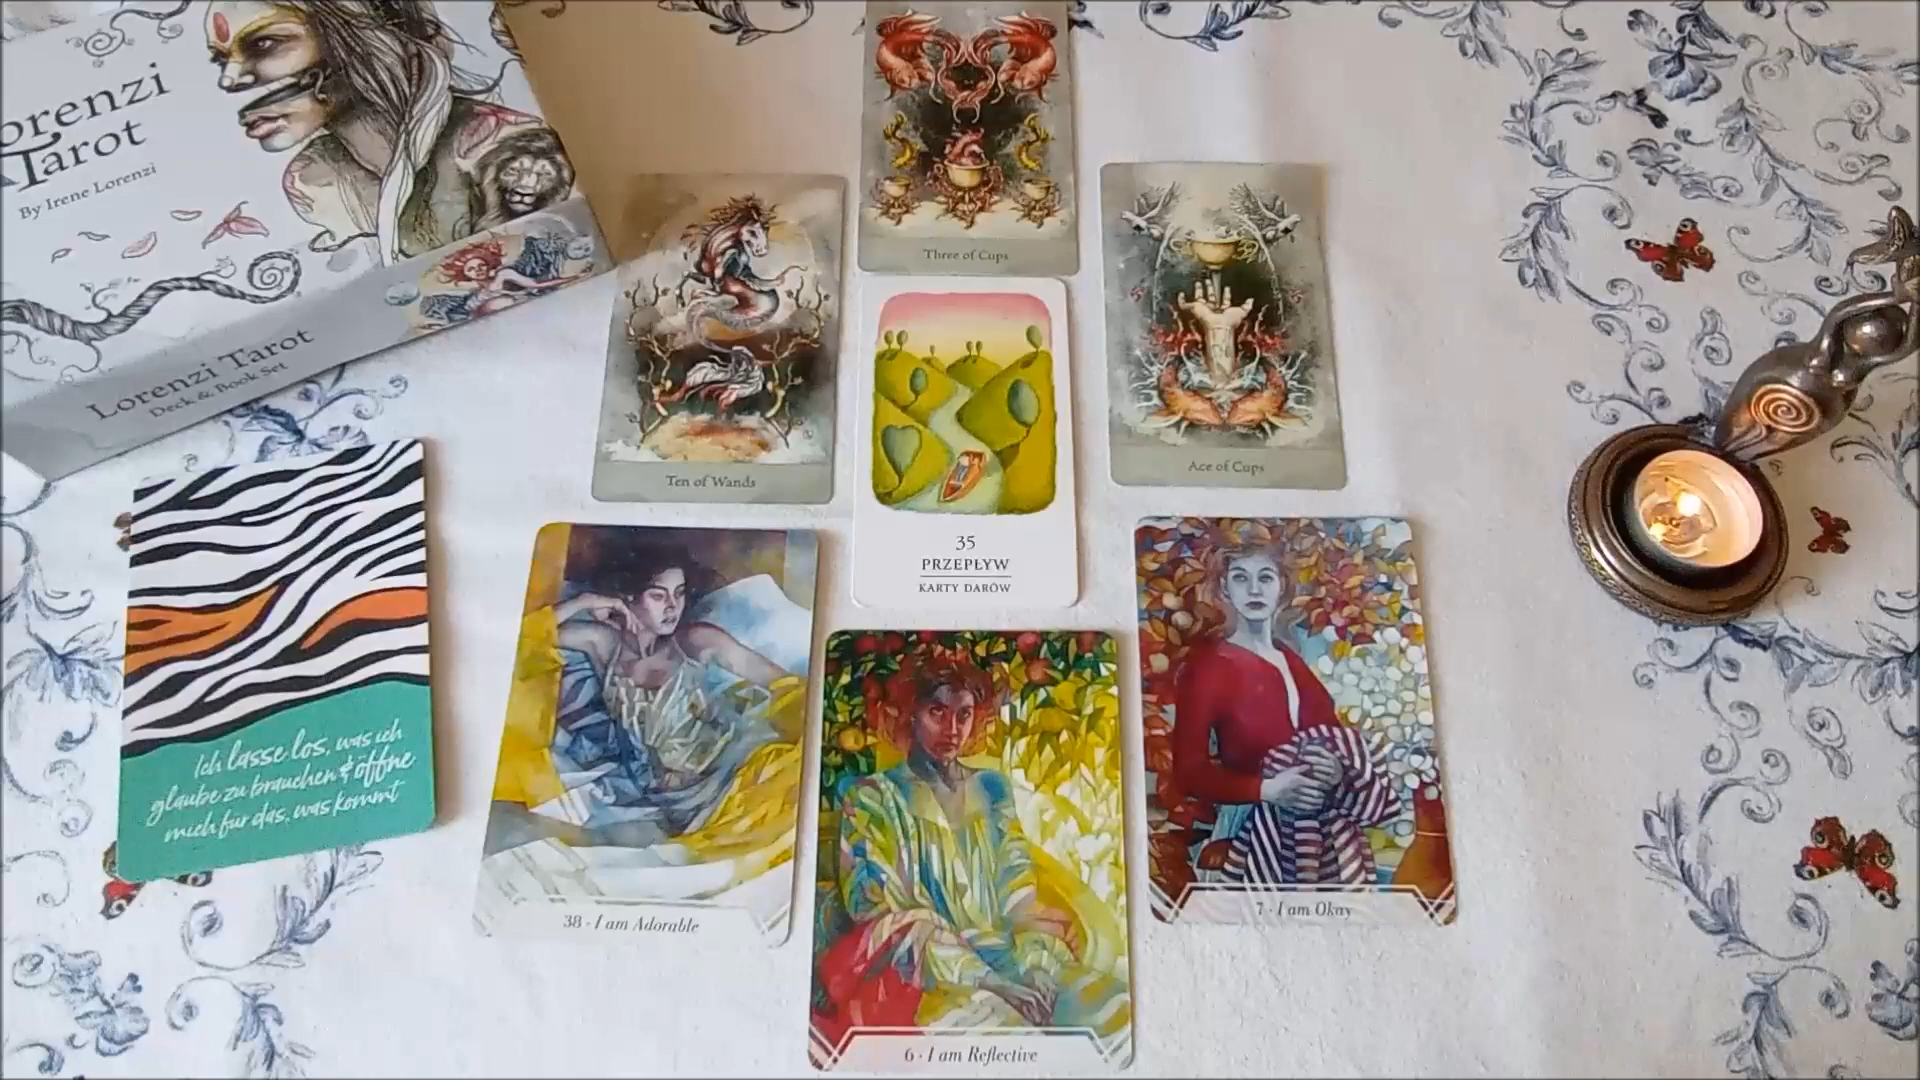 Lorenzi
Tarot
By Irene Lorenzi
Lorenzi Tarot
Deck & Book Set
Three of Cups
Ten of Wands
Ace of Cups
35
PRZEPŁYW
KARTY DARÓW
Ich lasse los, was ich
glaube zu brauchen & öffne
mich für das, was kommt
38 · I am Adorable
6 · I am Reflective
7 · I am Okay